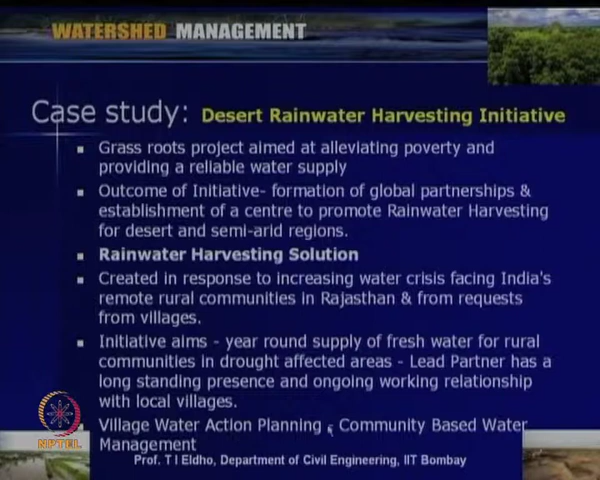 WATERSHED MANAGEMENT
Case study: Desert Rainwater Harvesting Initiative
Grass roots project aimed at alleviating poverty and
providing a reliable water supply
Outcome of Initiative- formation of global partnerships &
establishment of a centre to promote Rainwater Harvesting
for desert and semi-arid regions.
Rainwater Harvesting Solution
Created in response to increasing water crisis facing India's
remote rural communities in Rajasthan & from requests
from villages.
Initiative aims - year round supply of fresh water for rural
communities in drought affected areas - Lead Partner has a
long standing presence and ongoing working relationship
with local villages.
Village Water Action Planning - Community Based Water
Management
NPTEL
Prof. T I Eldho, Department of Civil Engineering, IIT Bombay